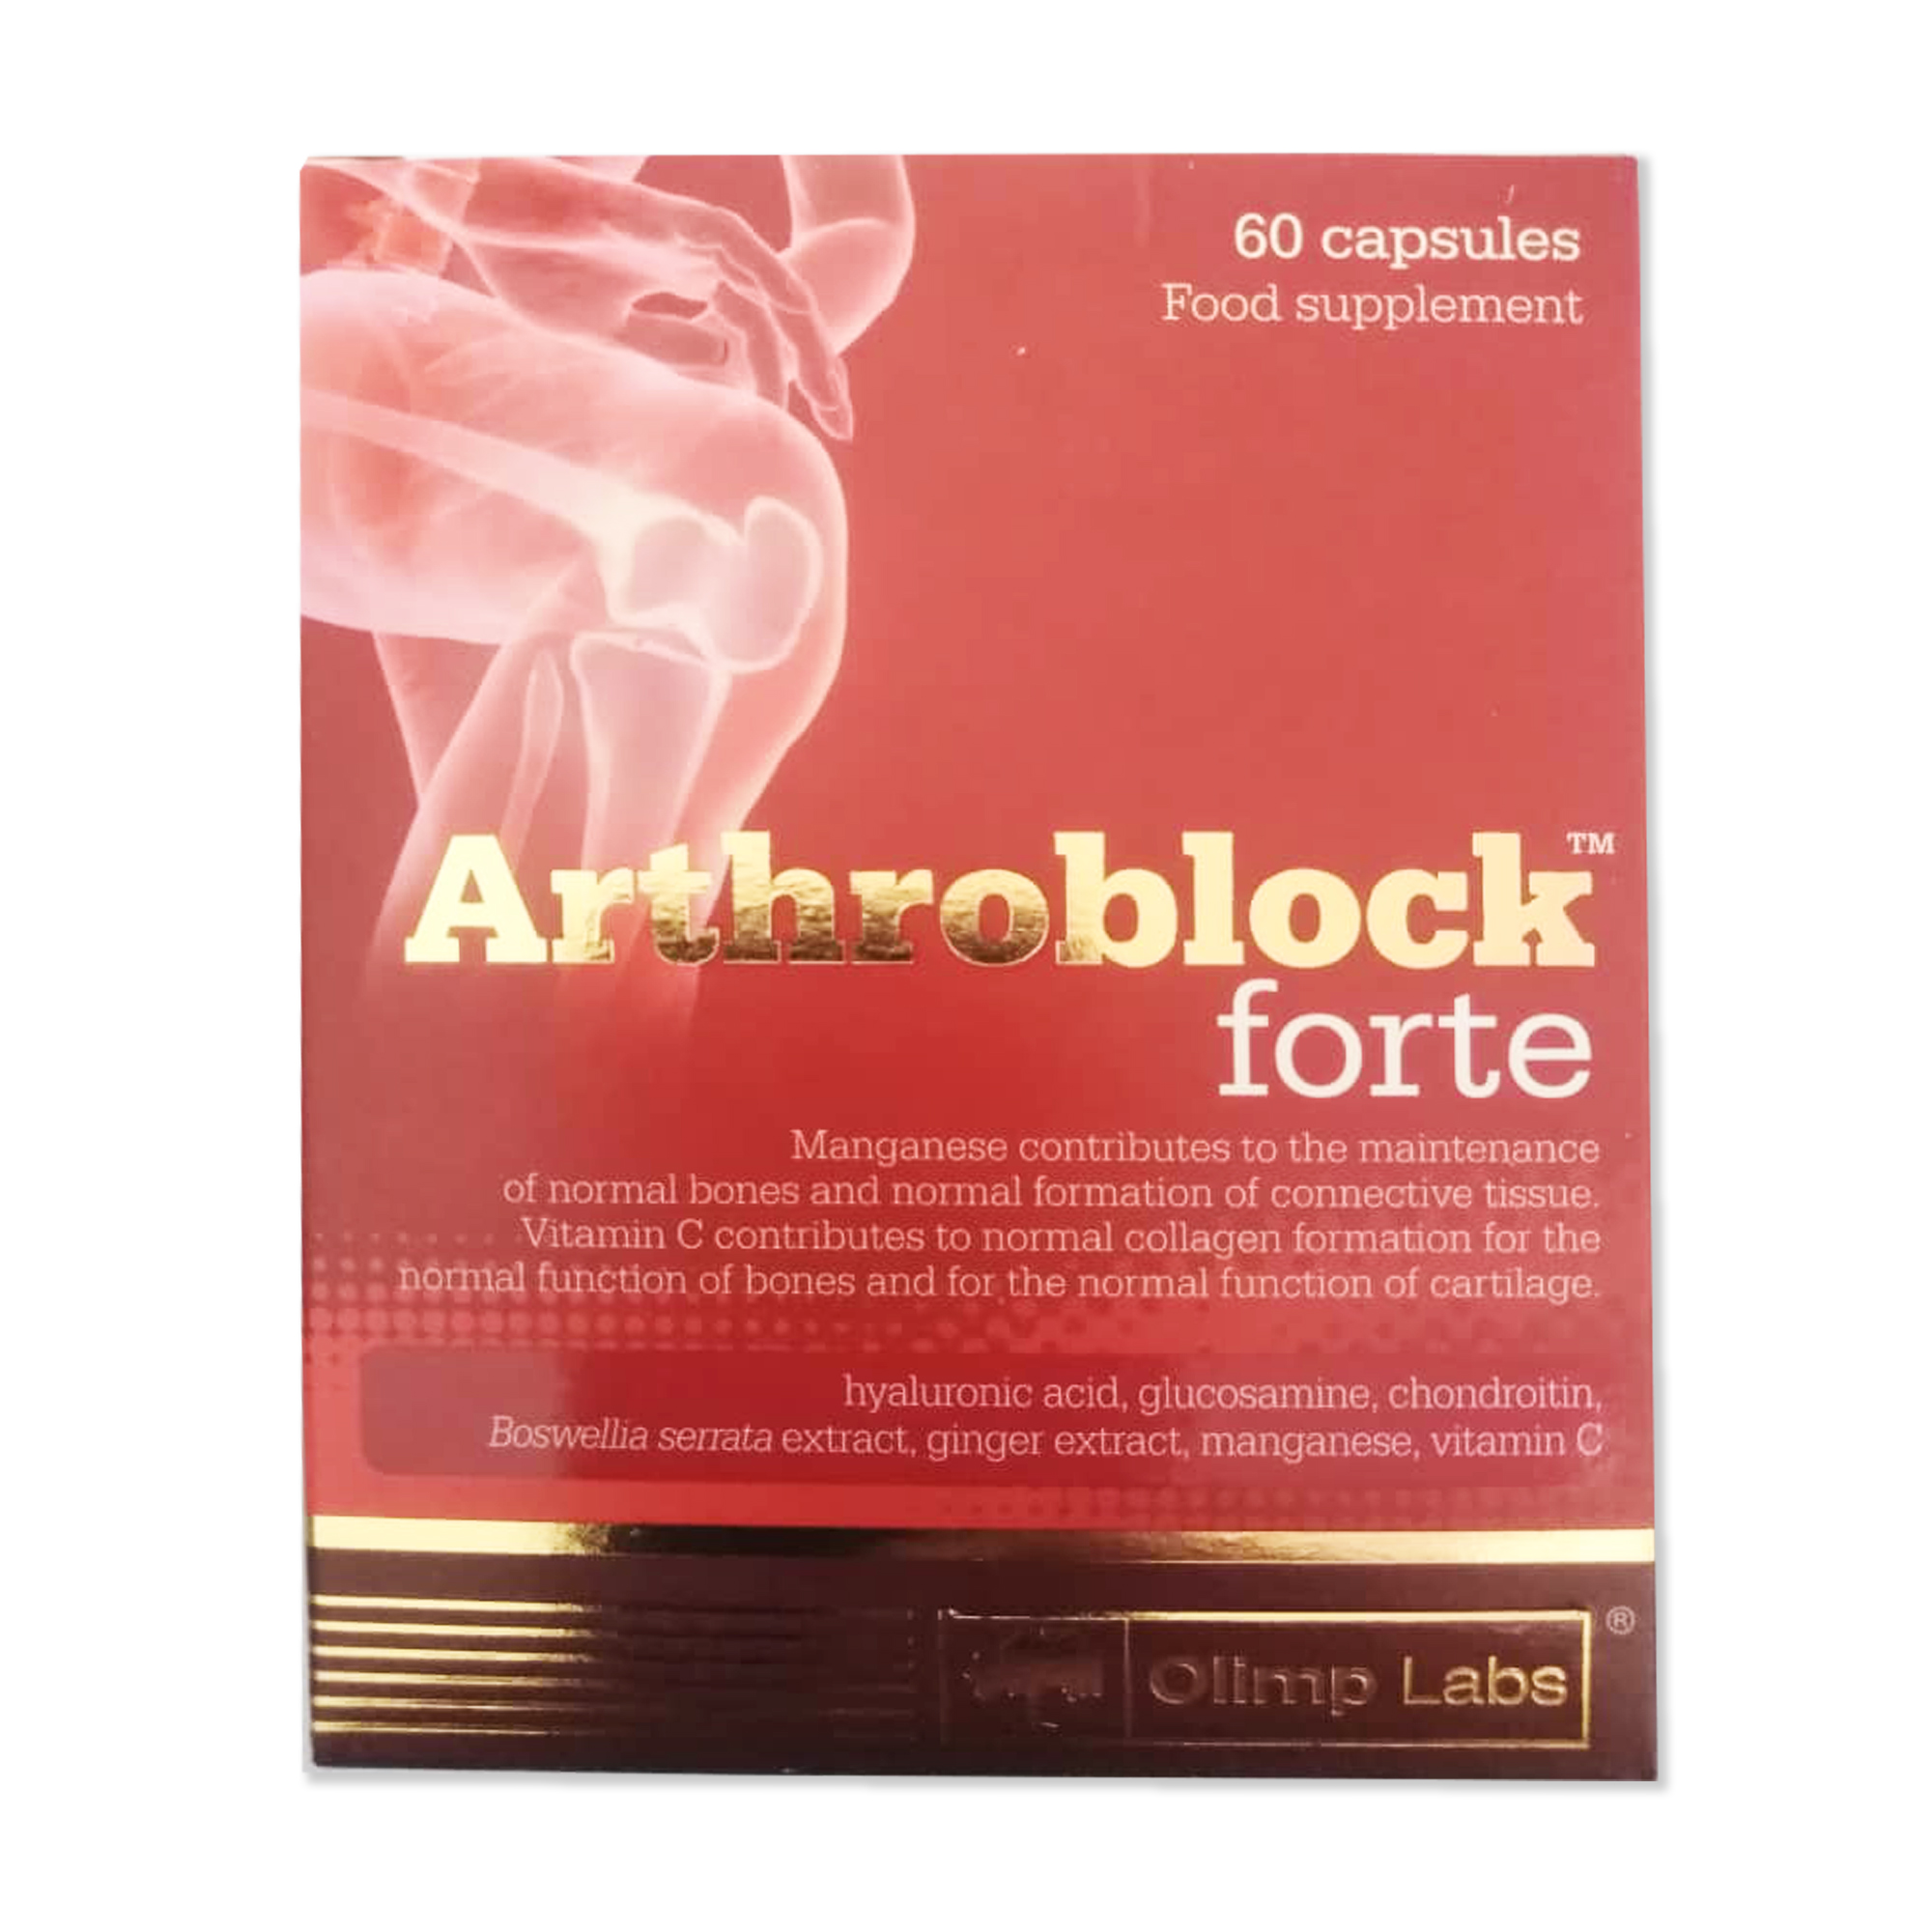 60 capsules
Food supplement
Arthroblock™
forte
Manganese contributes to the maintenance
of normal bones and normal formation of connective tissue.
Vitamin C contributes to normal collagen formation for the
normal function of bones and for the normal function of cartilage.
hyaluronic acid, glucosamine, chondroitin,
Boswellia serrata extract, ginger extract, manganese, vitamin C
Olimp Labs®